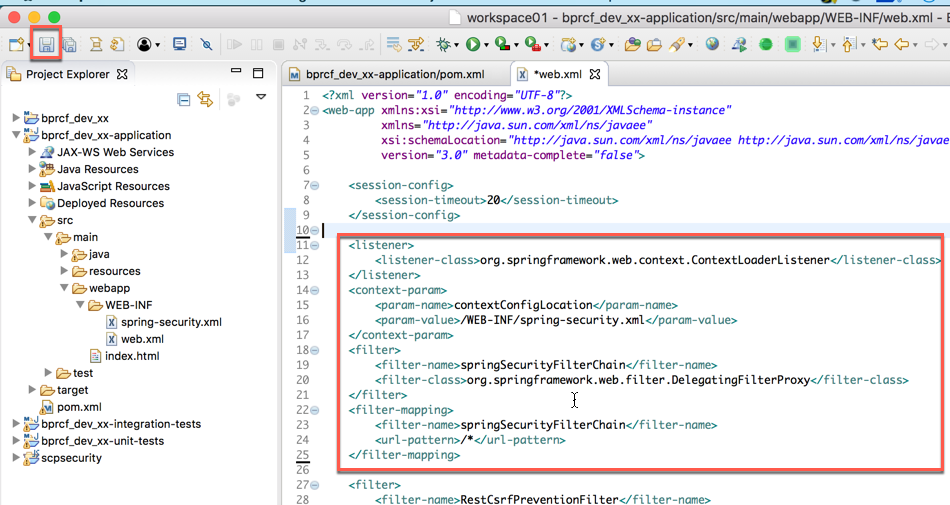 workspace01 - bprcf_dev_xx-application/src/main/webapp/WEB-INF/web.xml -
Project Explorer
bprcf_dev_xx
bprcf_dev_xx-application
JAX-WS Web Services
Java Resources
JavaScript Resources
Deployed Resources
src
main
java
resources
webapp
WEB-INF
spring-security.xml
web.xml
index.html
test
target
pom.xml
bprcf_dev_xx-integration-tests
bprcf_dev_xx-unit-tests
scpsecurity
bprcf_dev_xx-application/pom.xml
*web.xml
1 <?xml version="1.0" encoding="UTF-8"?>
2 <web-app xmlns:xsi="http://www.w3.org/2001/XMLSchema-instance"
3 xmlns="http://java.sun.com/xml/ns/javaee"
4 xsi:schemaLocation="http://java.sun.com/xml/ns/javaee http://java.sun.com/xml/ns/javaee
5 version="3.0" metadata-complete="false">
6
7 <session-config>
8 <session-timeout>20</session-timeout>
9 </session-config>
10
11 <listener>
12 <listener-class>org.springframework.web.context.ContextLoaderListener</listener-class>
13 </listener>
14 <context-param>
15 <param-name>contextConfigLocation</param-name>
16 <param-value>/WEB-INF/spring-security.xml</param-value>
17 </context-param>
18 <filter>
19 <filter-name>springSecurityFilterChain</filter-name>
20 <filter-class>org.springframework.web.filter.DelegatingFilterProxy</filter-class>
21 </filter>
22 <filter-mapping>
23 <filter-name>springSecurityFilterChain</filter-name>
24 <url-pattern>/*</url-pattern>
25 </filter-mapping>
26
27 <filter>
28 <filter-name>RestCsrfPreventionFilter</filter-name>